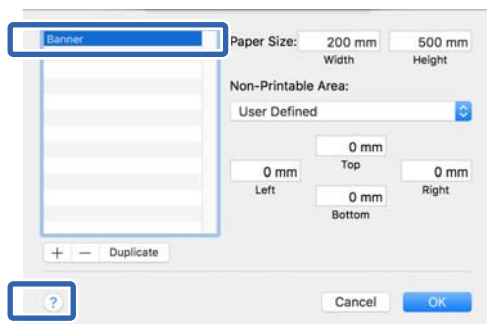 Banner
Paper Size: 200 mm 500 mm
Width Height
Non-Printable Area:
User Defined
0 mm
Top
0 mm 0 mm
Left Right
0 mm
Bottom
+ − Duplicate
? Cancel OK